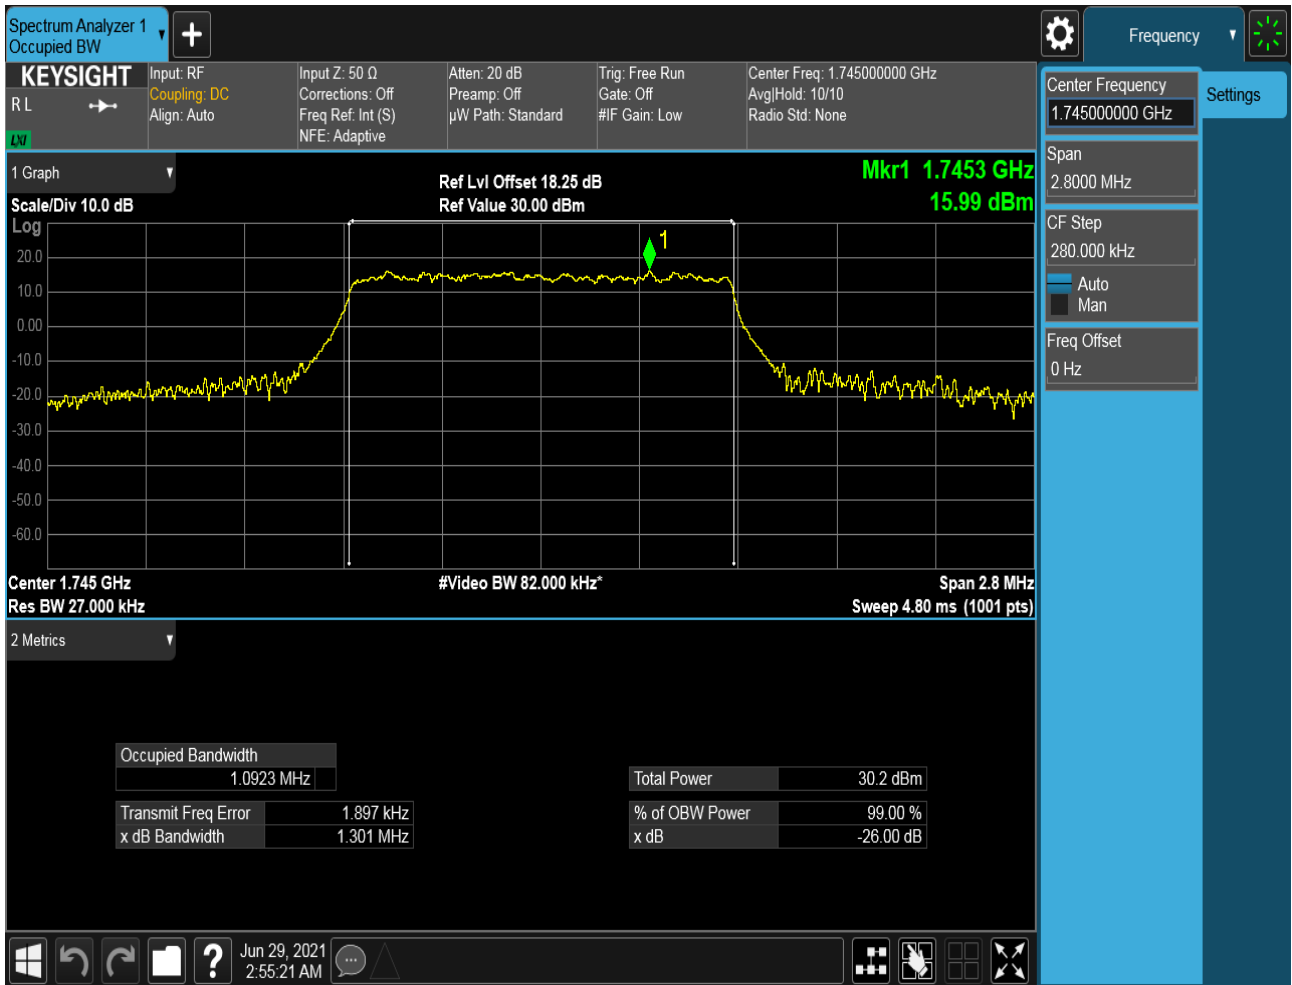 Spectrum Analyzer 1
Occupied BW
Frequency
KEYSIGHT
R L
LXI
Input: RF
Coupling: DC
Align: Auto
Input Z: 50 Ω
Corrections: Off
Freq Ref: Int (S)
NFE: Adaptive
Atten: 20 dB
Preamp: Off
µW Path: Standard
Trig: Free Run
Gate: Off
#IF Gain: Low
Center Freq: 1.745000000 GHz
Avg|Hold: 10/10
Radio Std: None
Center Frequency
1.745000000 GHz
Settings
Span
2.8000 MHz
CF Step
280.000 kHz
Auto
Man
Freq Offset
0 Hz
1 Graph
Scale/Div 10.0 dB
Ref Lvl Offset 18.25 dB
Ref Value 30.00 dBm
Mkr1 1.7453 GHz
15.99 dBm
Log
1
20.0
10.0
0.00
-10.0
-20.0
-30.0
-40.0
-50.0
-60.0
Center 1.745 GHz
#Video BW 82.000 kHz*
Span 2.8 MHz
Res BW 27.000 kHz
Sweep 4.80 ms (1001 pts)
2 Metrics
Occupied Bandwidth
1.0923 MHz
Total Power 30.2 dBm
Transmit Freq Error 1.897 kHz
% of OBW Power 99.00 %
x dB Bandwidth 1.301 MHz
x dB -26.00 dB
?
Jun 29, 2021
2:55:21 AM